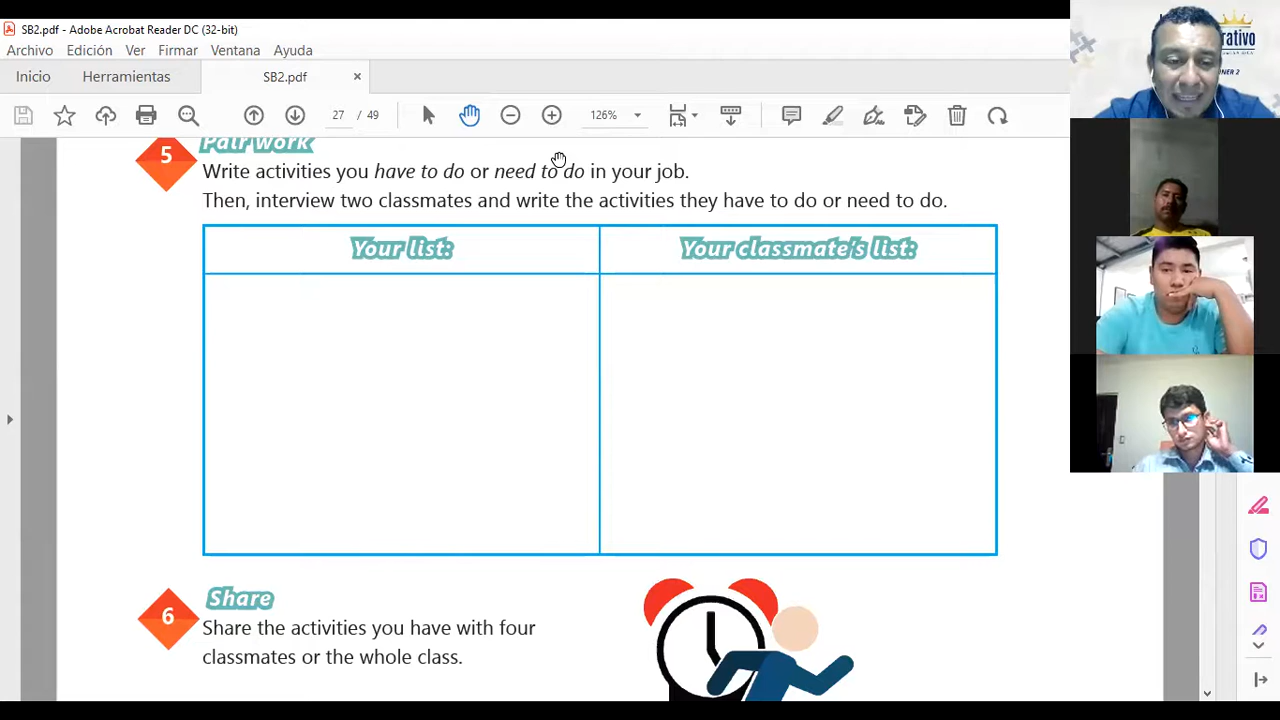 SB2.pdf - Adobe Acrobat Reader DC (32-bit)
Archivo Edición Ver Firmar Ventana Ayuda
Inicio Herramientas SB2.pdf ×
27 / 49 126%
5 Pair work
Write activities you have to do or need to do in your job.
Then, interview two classmates and write the activities they have to do or need to do.
Your list: Your classmate's list:
6 Share
Share the activities you have with four
classmates or the whole class.
rativo
NER 2